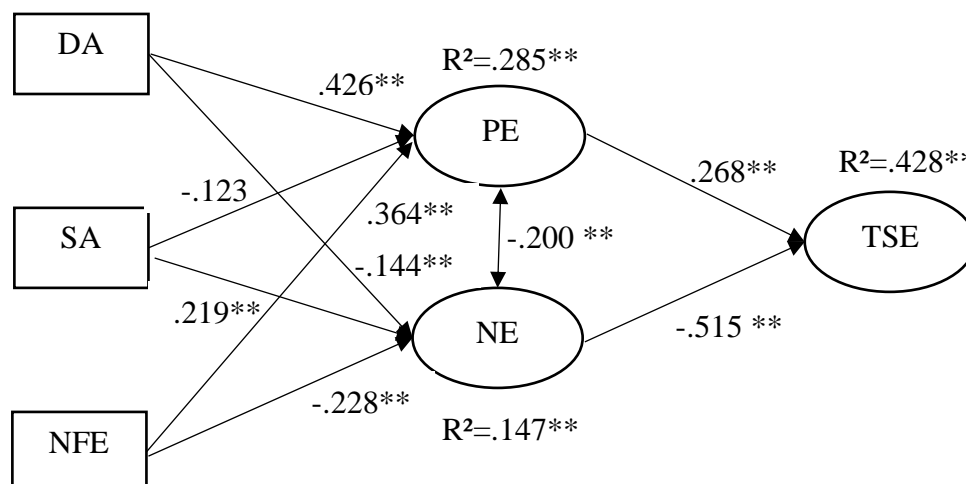 DA
R²=.285**
.426**
PE
R²=.428**
.268**
-.123
.364**
SA
-.200 **
TSE
-.144**
.219**
NE
-.515 **
-.228**
R²=.147**
NFE